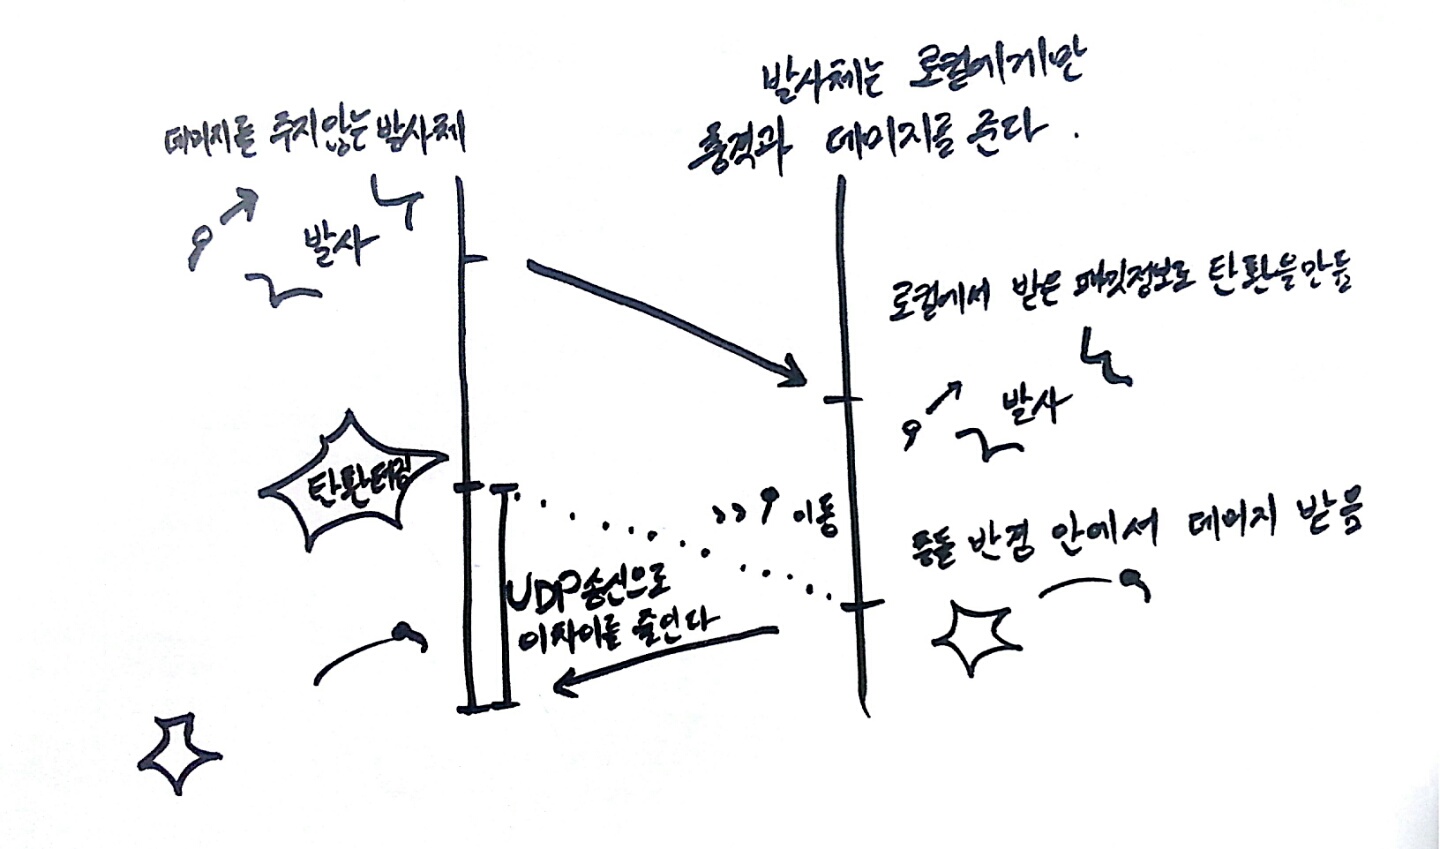 발사체는 로컬에게만
충격과 데미지를 준다.
데미지를 주지않는 발사체
발사
로컬에서 받은 패킷정보로 탄환을만듬
발사
탄환터짐
>> 이동
충돌 반경 안에서 데미지 받음
UDP송신으로
이차이를 줄인다